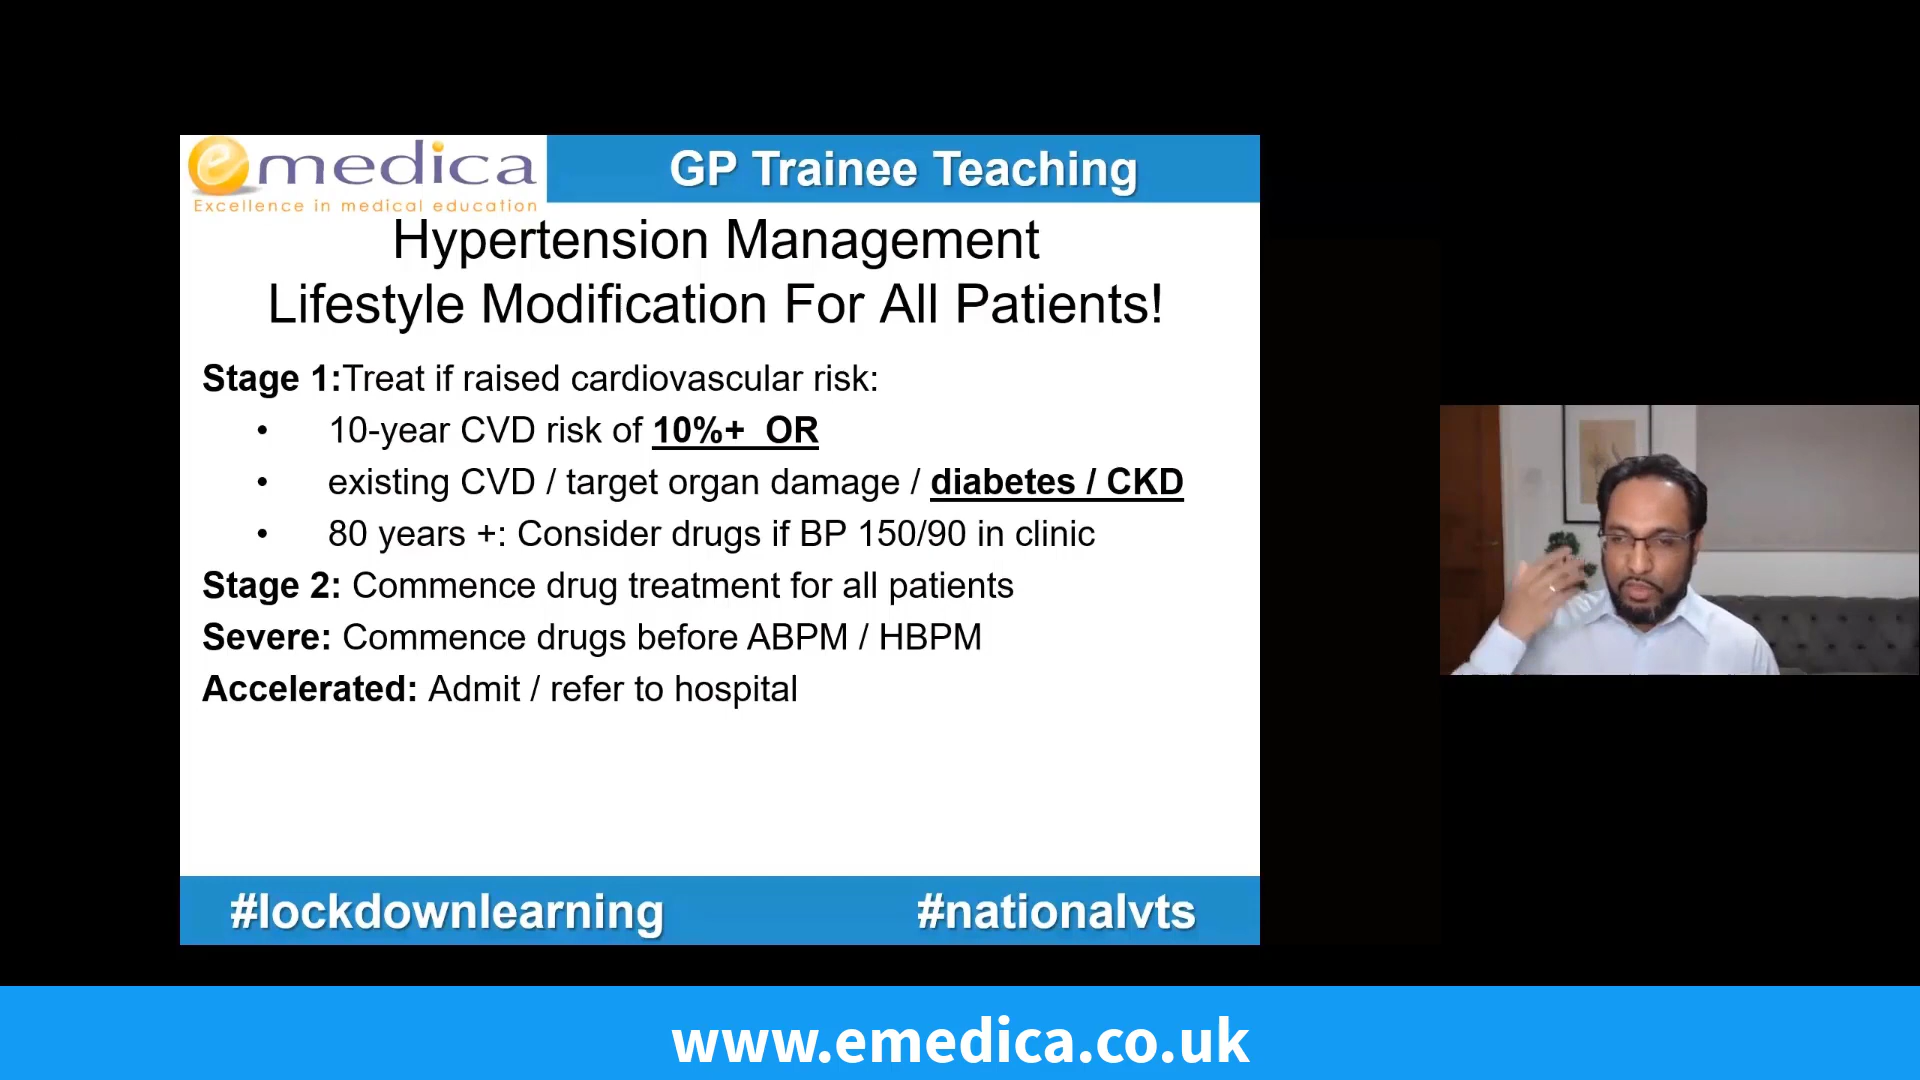 emedica
Excellence in medical education
GP Trainee Teaching
Hypertension Management
Lifestyle Modification For All Patients!
Stage 1:Treat if raised cardiovascular risk:
• 10-year CVD risk of 10%+ OR
• existing CVD / target organ damage / diabetes / CKD
• 80 years +: Consider drugs if BP 150/90 in clinic
Stage 2: Commence drug treatment for all patients
Severe: Commence drugs before ABPM / HBPM
Accelerated: Admit / refer to hospital
#lockdownlearning
#nationalvts
www.emedica.co.uk